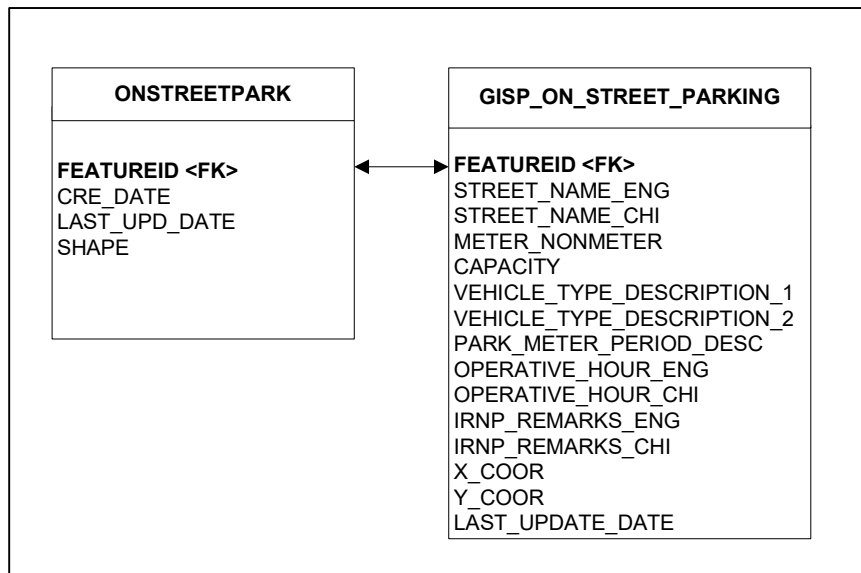 ONSTREETPARK
FEATUREID <FK>
CRE_DATE
LAST_UPD_DATE
SHAPE
GISP_ON_STREET_PARKING
FEATUREID <FK>
STREET_NAME_ENG
STREET_NAME_CHI
METER_NONMETER
CAPACITY
VEHICLE_TYPE_DESCRIPTION_1
VEHICLE_TYPE_DESCRIPTION_2
PARK_METER_PERIOD_DESC
OPERATIVE_HOUR_ENG
OPERATIVE_HOUR_CHI
IRNP_REMARKS_ENG
IRNP_REMARKS_CHI
X_COOR
Y_COOR
LAST_UPDATE_DATE